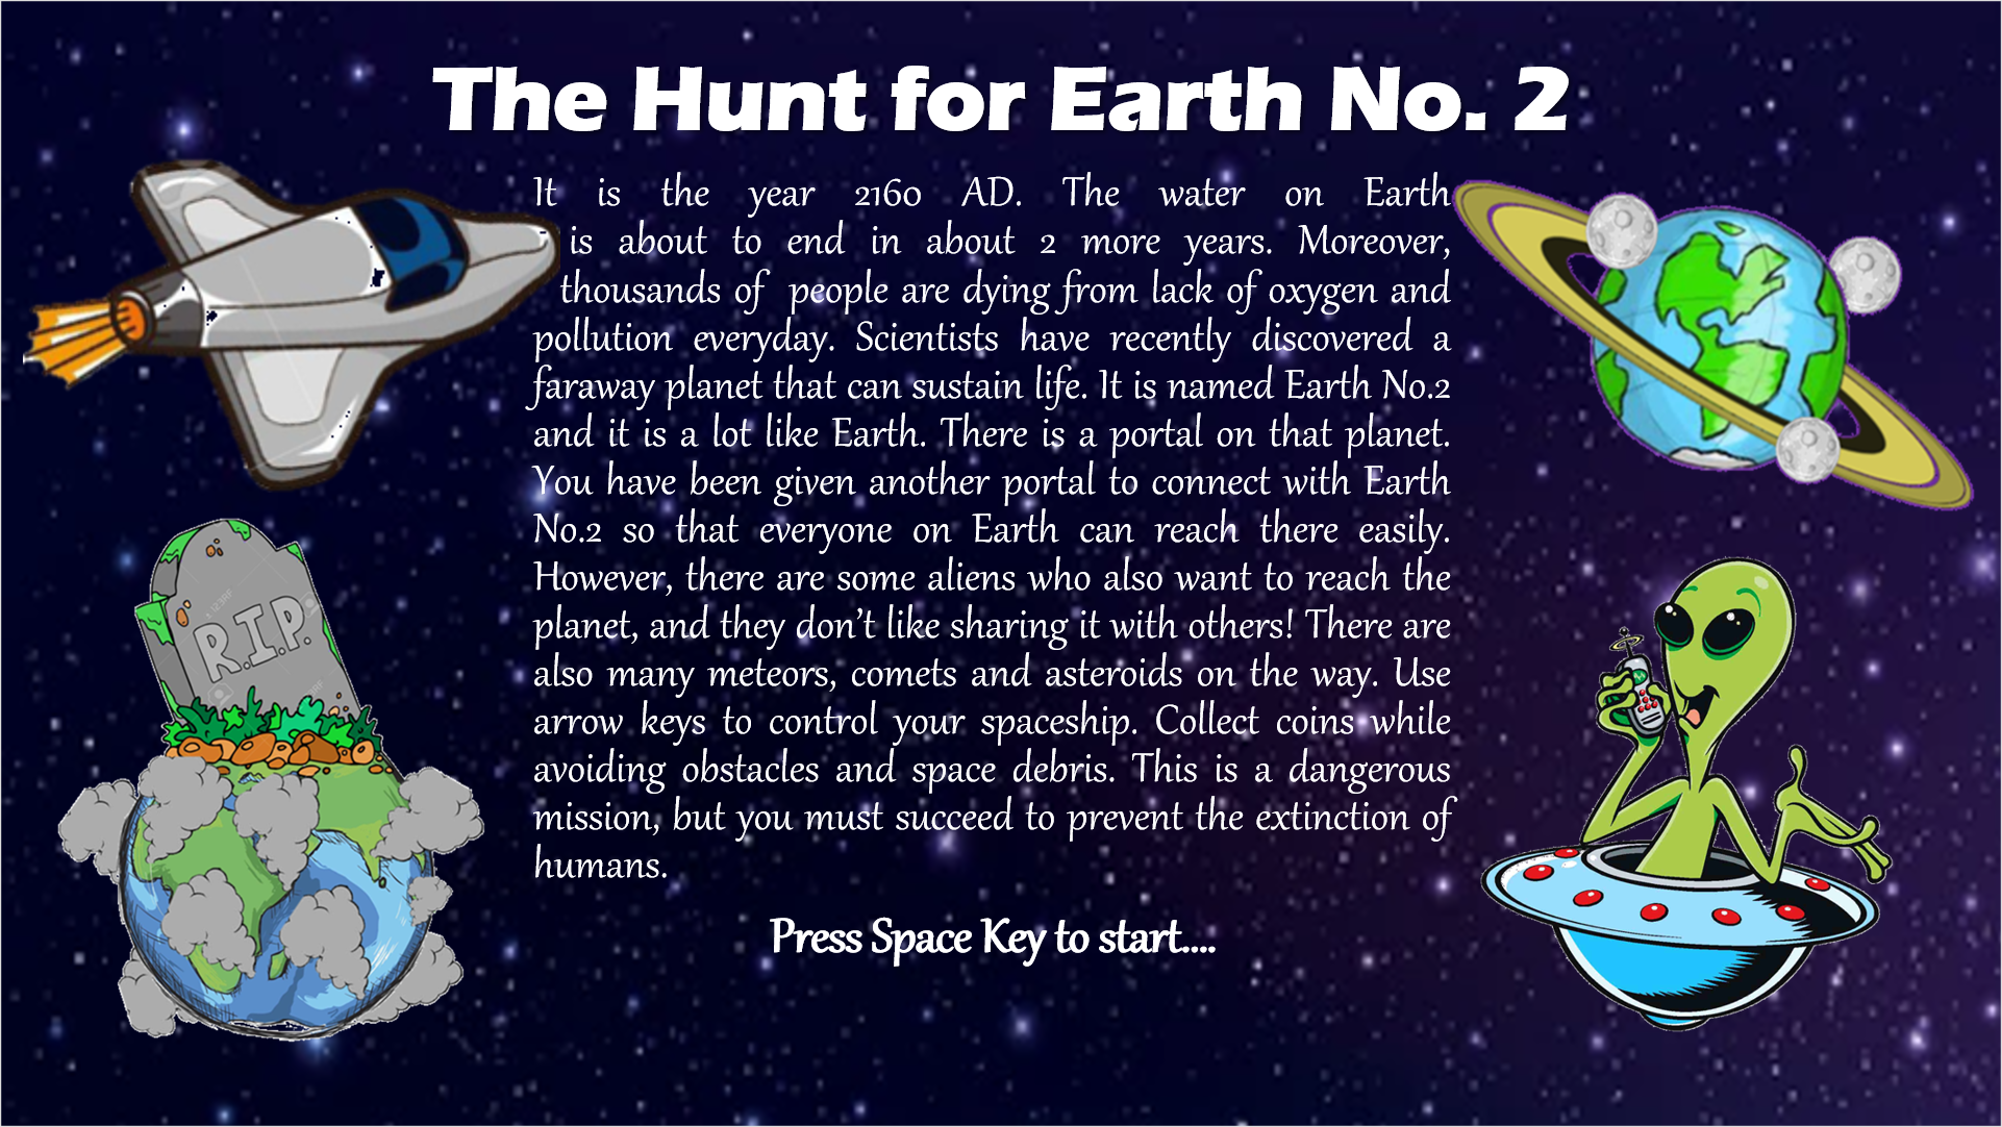 The Hunt for Earth No. 2
It is the year 2160 AD. The water on Earth
is about to end in about 2 more years. Moreover,
thousands of people are dying from lack of oxygen and
pollution everyday. Scientists have recently discovered a
faraway planet that can sustain life. It is named Earth No.2
and it is a lot like Earth. There is a portal on that planet.
You have been given another portal to connect with Earth
No.2 so that everyone on Earth can reach there easily.
However, there are some aliens who also want to reach the
planet, and they don't like sharing it with others! There are
also many meteors, comets and asteroids on the way. Use
arrow keys to control your spaceship. Collect coins while
avoiding obstacles and space debris. This is a dangerous
mission, but you must succeed to prevent the extinction of
humans.
Press Space Key to start....
R.I.P.